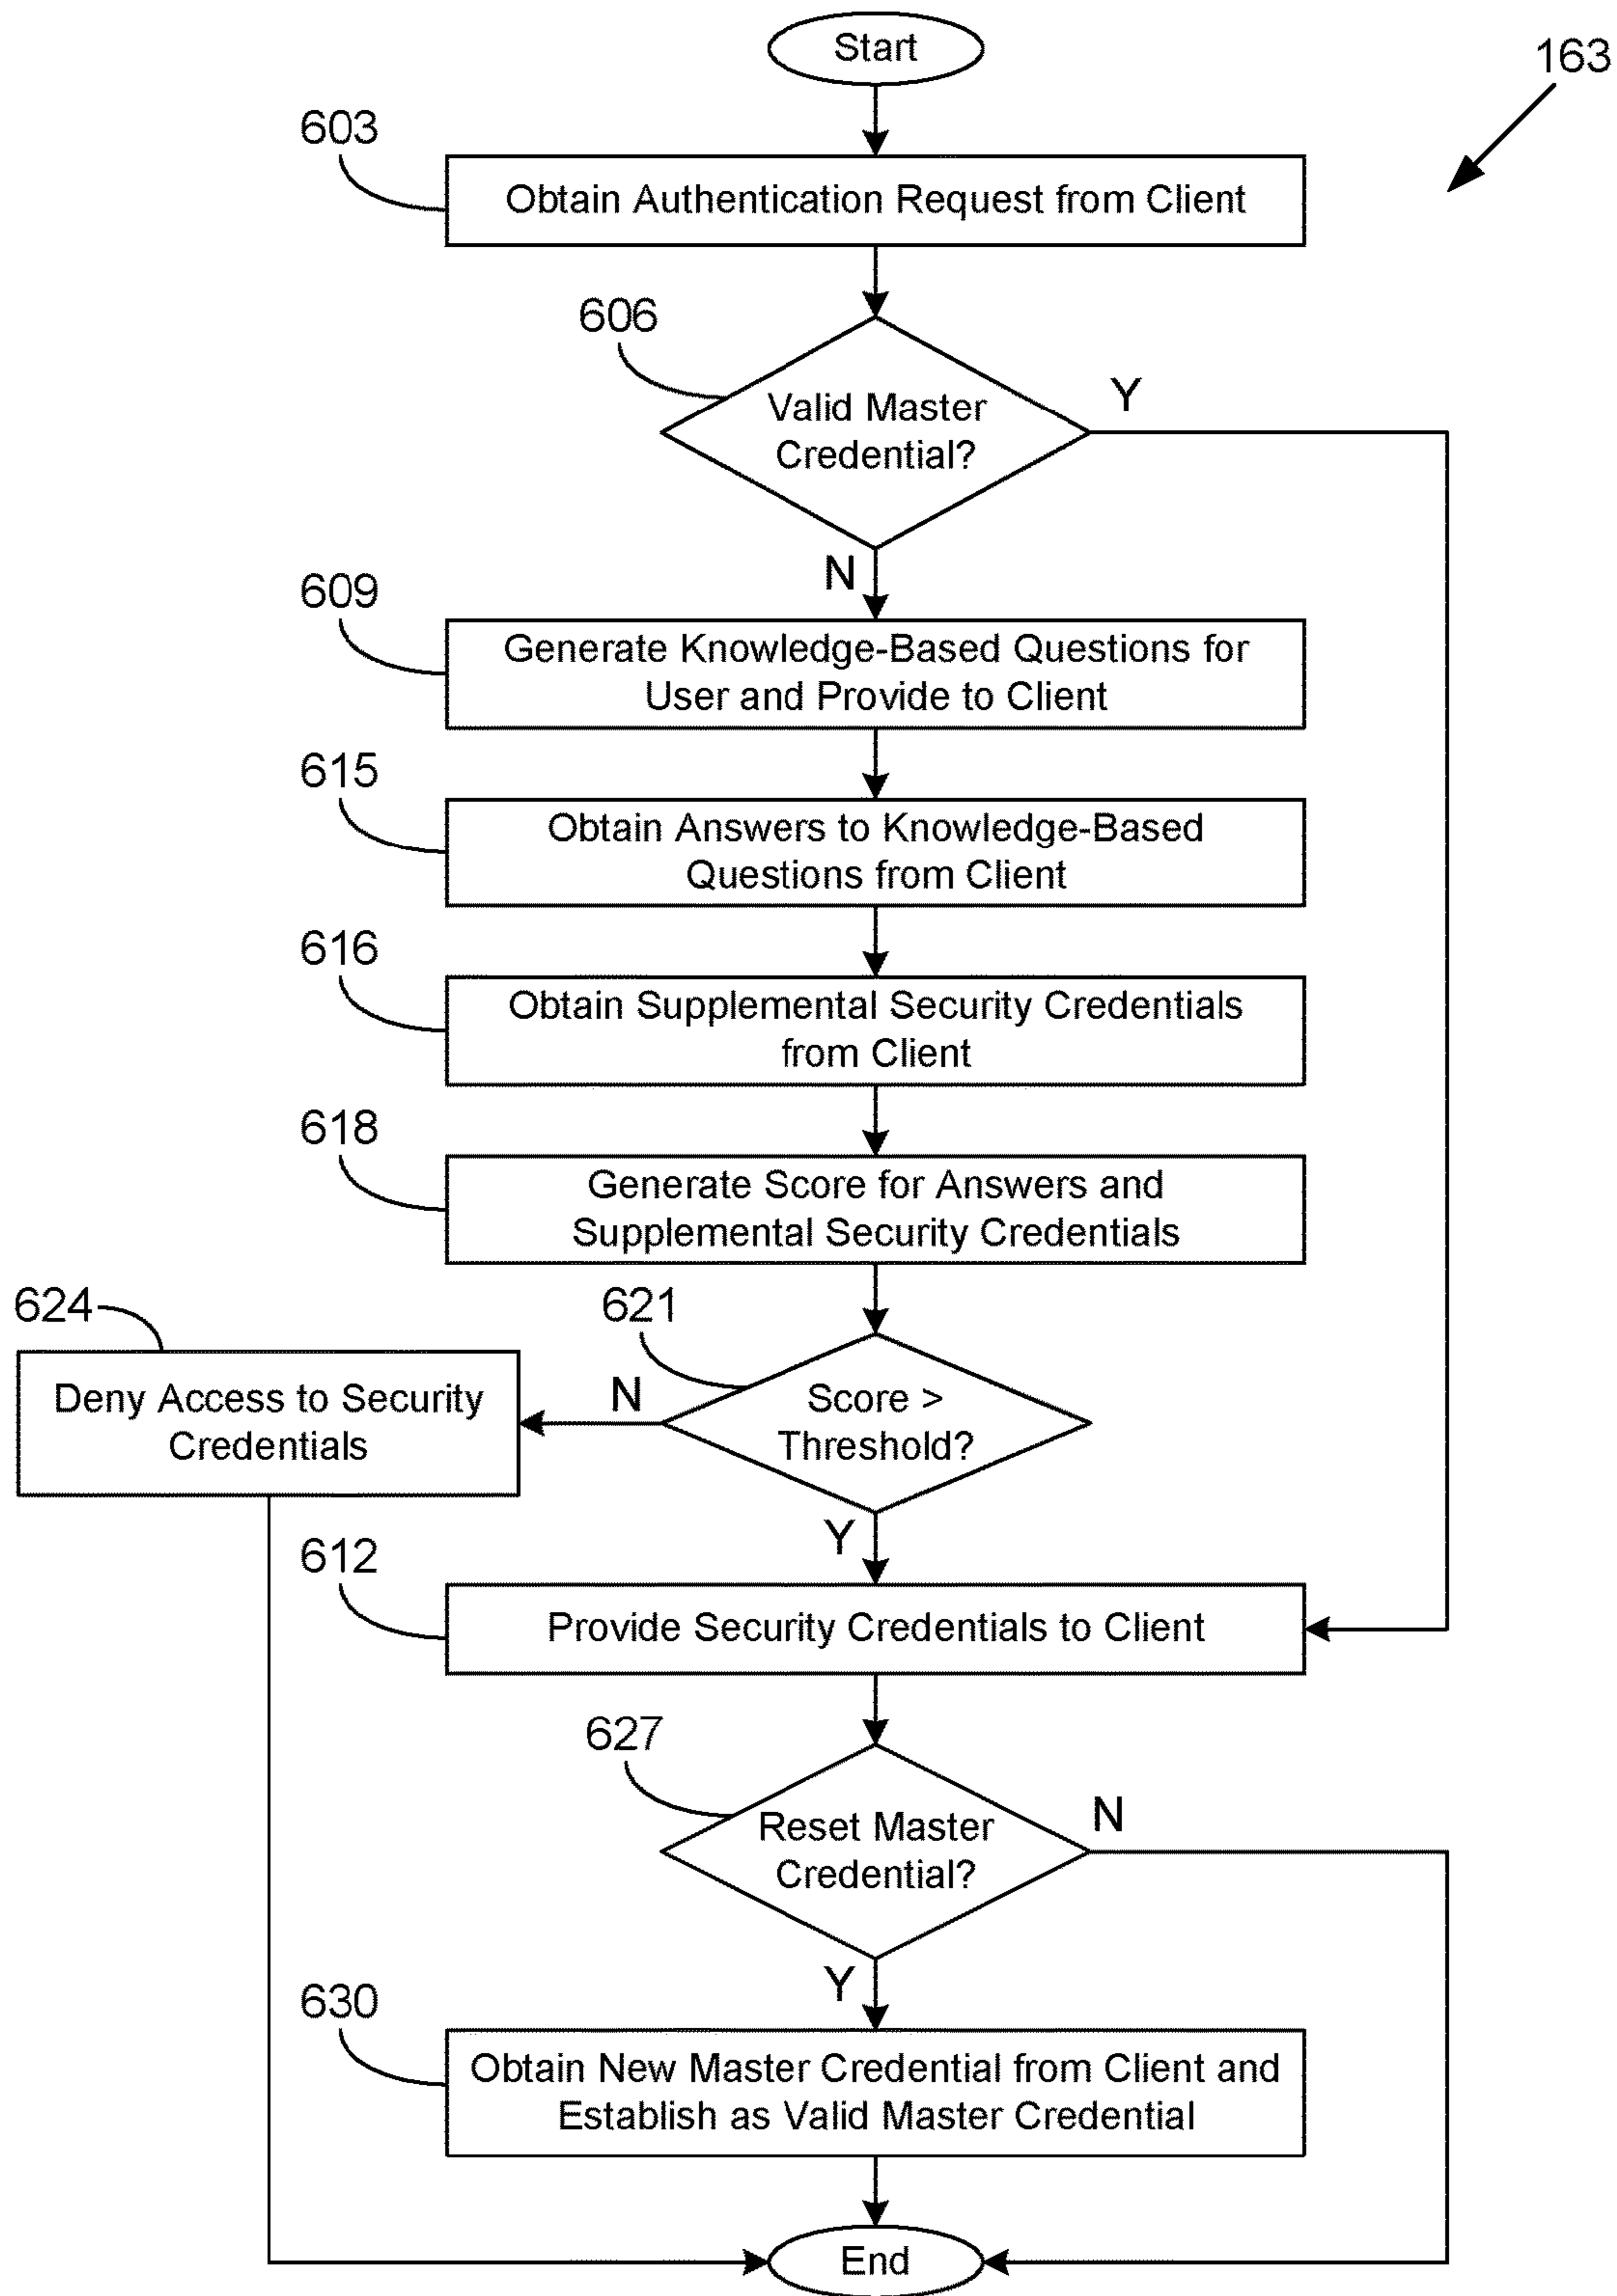 Start
163
603
Obtain Authentication Request from Client
606
Valid Master
Credential?
Y
N
609
Generate Knowledge-Based Questions for
User and Provide to Client
615
Obtain Answers to Knowledge-Based
Questions from Client
616
Obtain Supplemental Security Credentials
from Client
618
Generate Score for Answers and
Supplemental Security Credentials
624
Deny Access to Security
Credentials
621
N
Score >
Threshold?
Y
612
Provide Security Credentials to Client
627
Reset Master
Credential?
N
Y
630
Obtain New Master Credential from Client and
Establish as Valid Master Credential
End